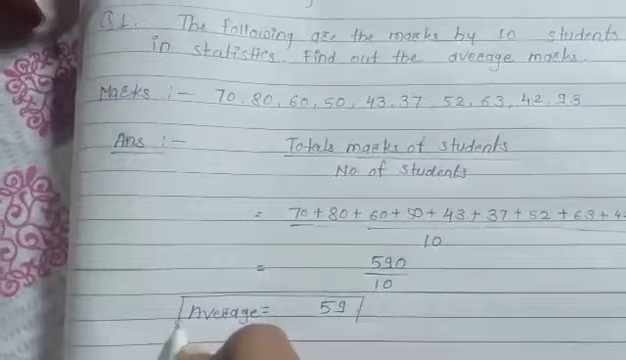 Q1. The following are the marks by 10 students
in statistics. Find out the average marks.
Marks :- 70, 80, 60, 50, 43, 37, 52, 63, 42, 93
Ans :- Totals marks of students
No of students
= 70 + 80 + 60 + 50 + 43 + 37 + 52 + 63 + 4
10
= 590
10
Average = 59